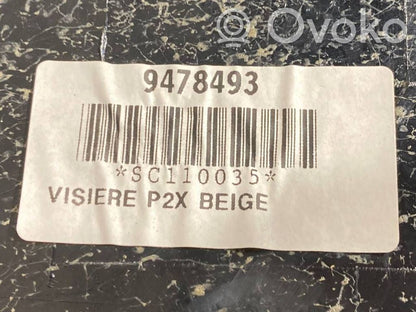 Ovoko
9478493
*SC110035*
VISIERE P2X BEIGE